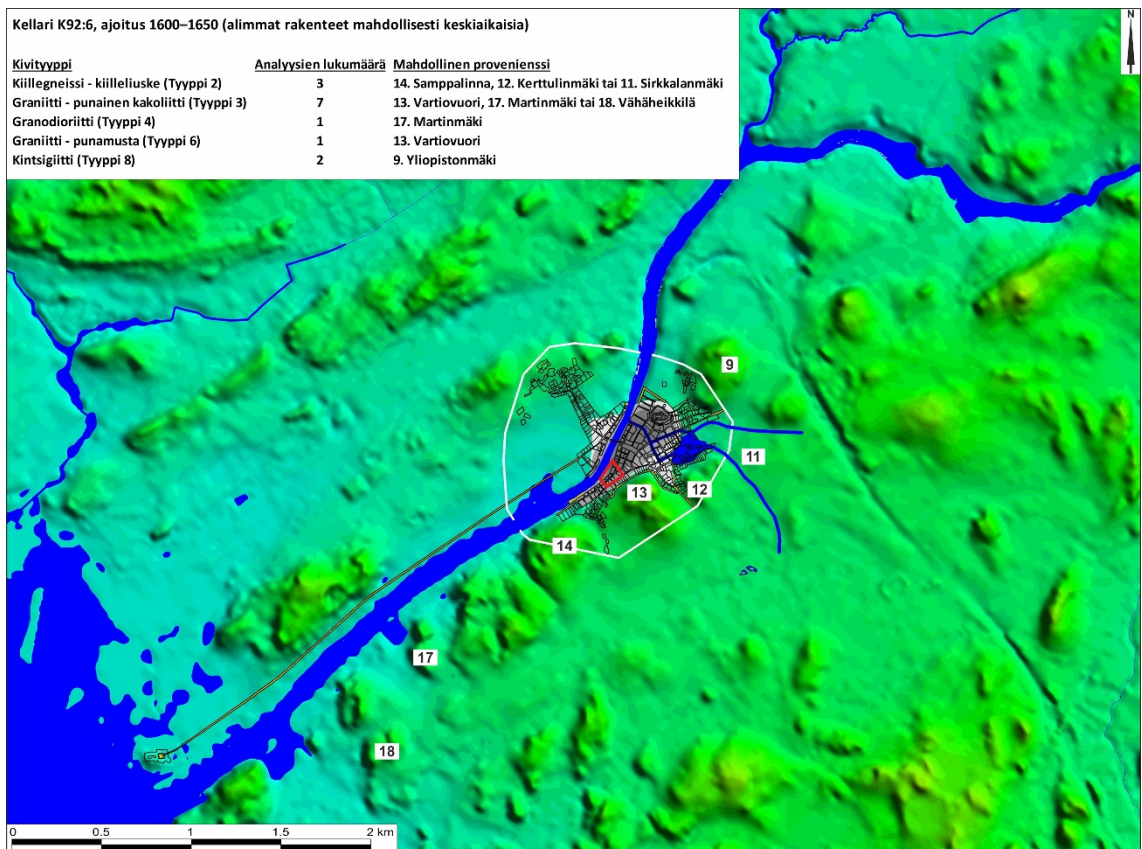 Kellari K92:6, ajoitus 1600–1650 (alimmat rakenteet mahdollisesti keskiaikaisia)
Kivityyppi Analyysien lukumäärä Mahdollinen provenienssi
Kiillegneissi - kiilleliuske (Tyyppi 2) 3 14. Samppalinna, 12. Kerttulinmäki tai 11. Sirkkalanmäki
Graniitti - punainen kakoliitti (Tyyppi 3) 7 13. Vartiovuori, 17. Martinmäki tai 18. Vähäheikkilä
Granodioriitti (Tyyppi 4) 1 17. Martinmäki
Graniitti - punamusta (Tyyppi 6) 1 13. Vartiovuori
Kintsigiitti (Tyyppi 8) 2 9. Yliopistonmäki
N
9
11
12
13
14
17
18
0 0.5 1 1.5 2 km